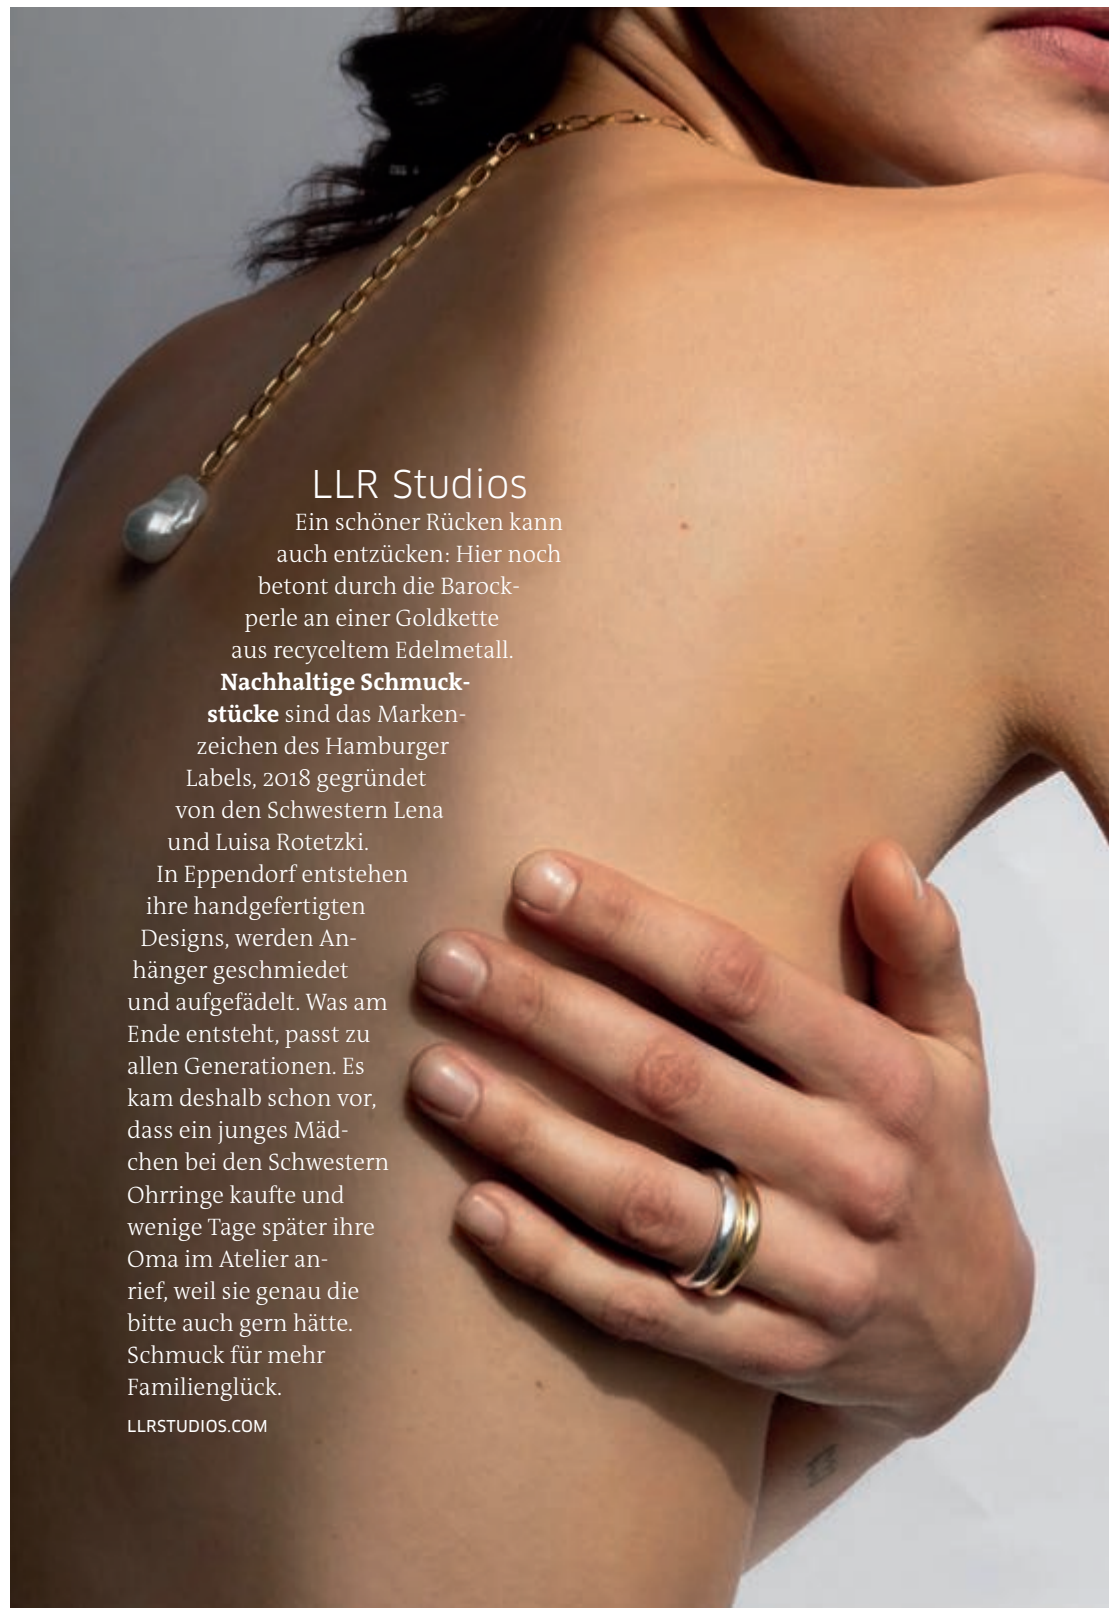 LLR Studios
Ein schöner Rücken kann
auch entzücken: Hier noch
betont durch die Barock-
perle an einer Goldkette
aus recyceltem Edelmetall.
Nachhaltige Schmuck-
stücke sind das Marken-
zeichen des Hamburger
Labels, 2018 gegründet
von den Schwestern Lena
und Luisa Rotetzki.
In Eppendorf entstehen
ihre handgefertigten
Designs, werden An-
hänger geschmiedet
und aufgefädelt. Was am
Ende entsteht, passt zu
allen Generationen. Es
kam deshalb schon vor,
dass ein junges Mäd-
chen bei den Schwestern
Ohrringe kaufte und
wenige Tage später ihre
Oma im Atelier an-
rief, weil sie genau die
bitte auch gern hätte.
Schmuck für mehr
Familienglück.
LLRSTUDIOS.COM